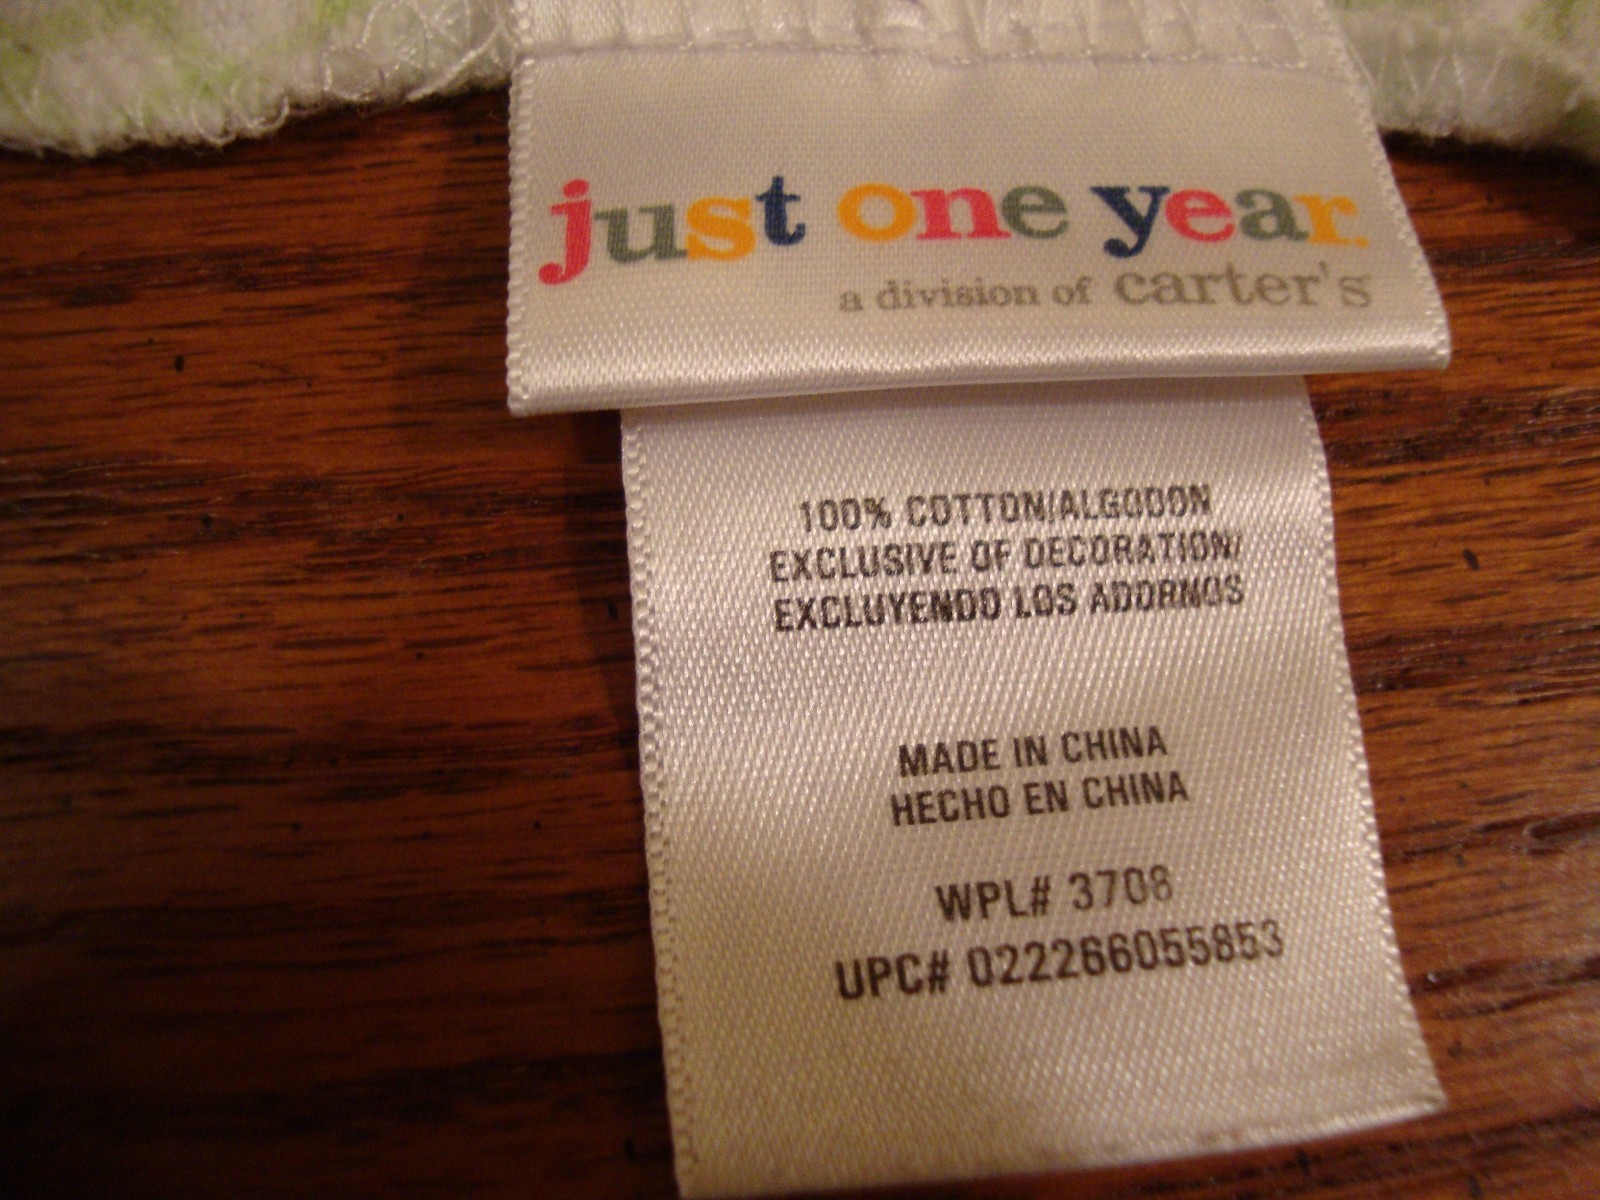 just one year.
a division of carter's
100% COTTON/ALGODON
EXCLUSIVE OF DECORATION/
EXCLUYENDO LOS ADORNOS
MADE IN CHINA
HECHO EN CHINA
WPL# 3708
UPC# 022266055853